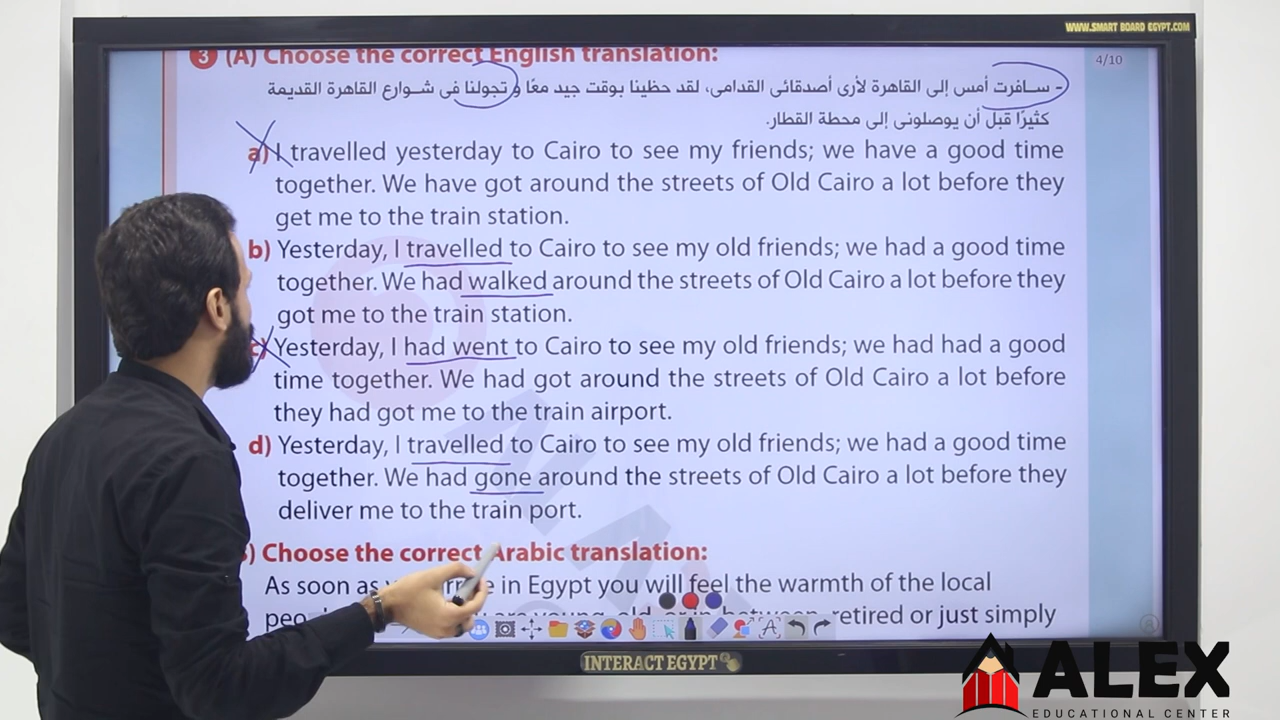 WWW.SMART BOARD EGYPT.COM
4/10
3 (A) Choose the correct English translation:
- سـافرت أمس إلى القاهرة لأرى أصدقائى القدامى، لقد حظينا بوقت جيد معًا و تجولنا فى شـوارع القاهرة القديمة
كثيرًا قبل أن يوصلونى إلى محطة القطار.
a) I travelled yesterday to Cairo to see my friends; we have a good time
together. We have got around the streets of Old Cairo a lot before they
get me to the train station.
b) Yesterday, I travelled to Cairo to see my old friends; we had a good time
together. We had walked around the streets of Old Cairo a lot before they
got me to the train station.
c) Yesterday, I had went to Cairo to see my old friends; we had had a good
time together. We had got around the streets of Old Cairo a lot before
they had got me to the train airport.
d) Yesterday, I travelled to Cairo to see my old friends; we had a good time
together. We had gone around the streets of Old Cairo a lot before they
deliver me to the train port.
) Choose the correct Arabic translation:
As soon as in Egypt you will feel the warmth of the local
retired or just simply
INTERACT EGYPT
ALEX
EDUCATIONAL CENTER